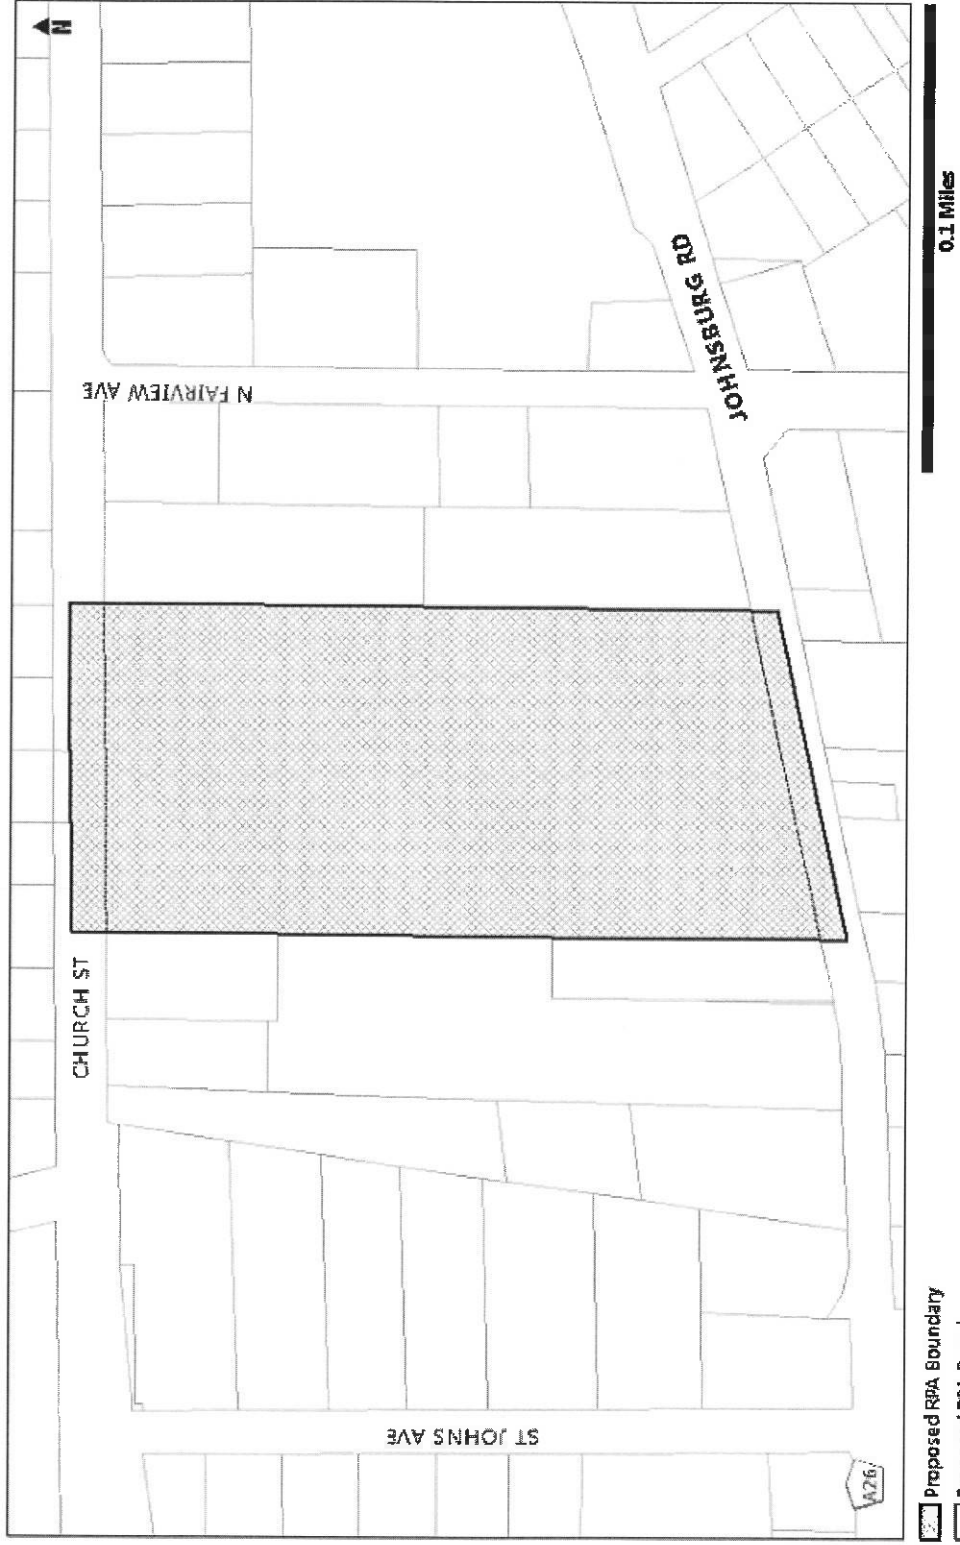 N
CHURCH ST
N FAIRVIEW AVE
JOHNSBURG RD
ST JOHNS AVE
A26
0.1 Miles
Proposed RPA Boundary